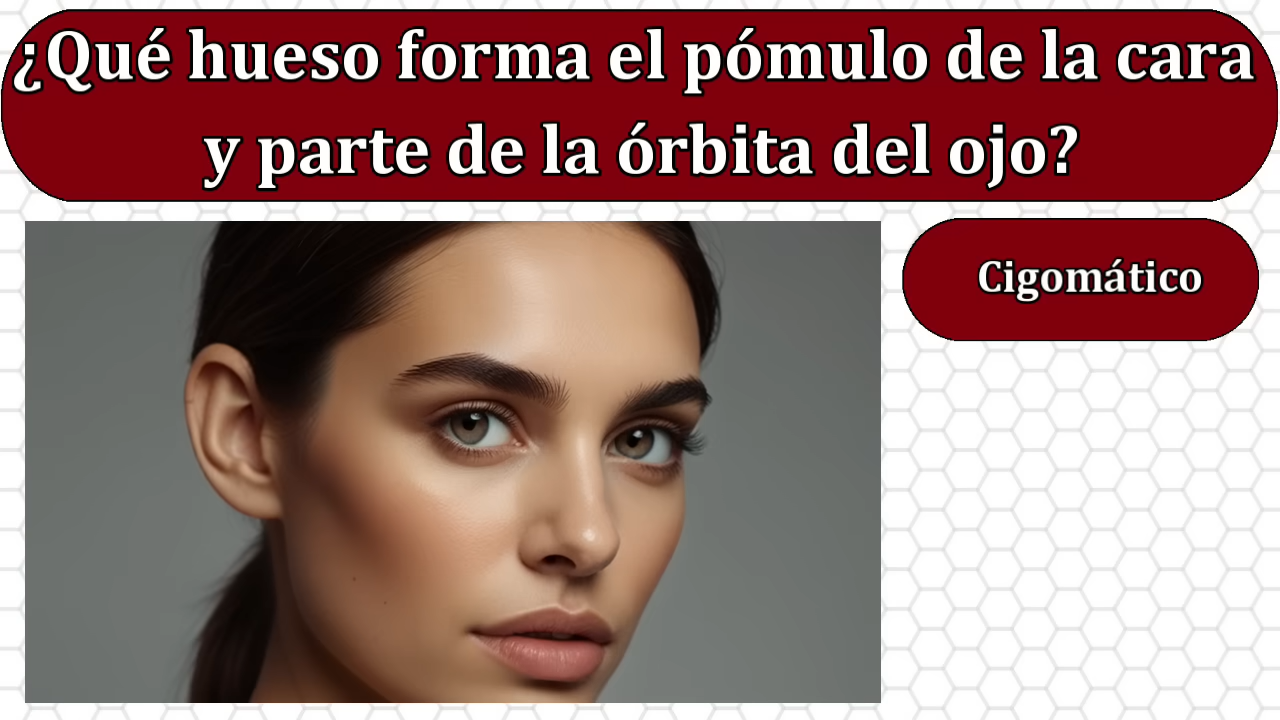 ¿Qué hueso forma el pómulo de la cara
y parte de la órbita del ojo?
Cigomático